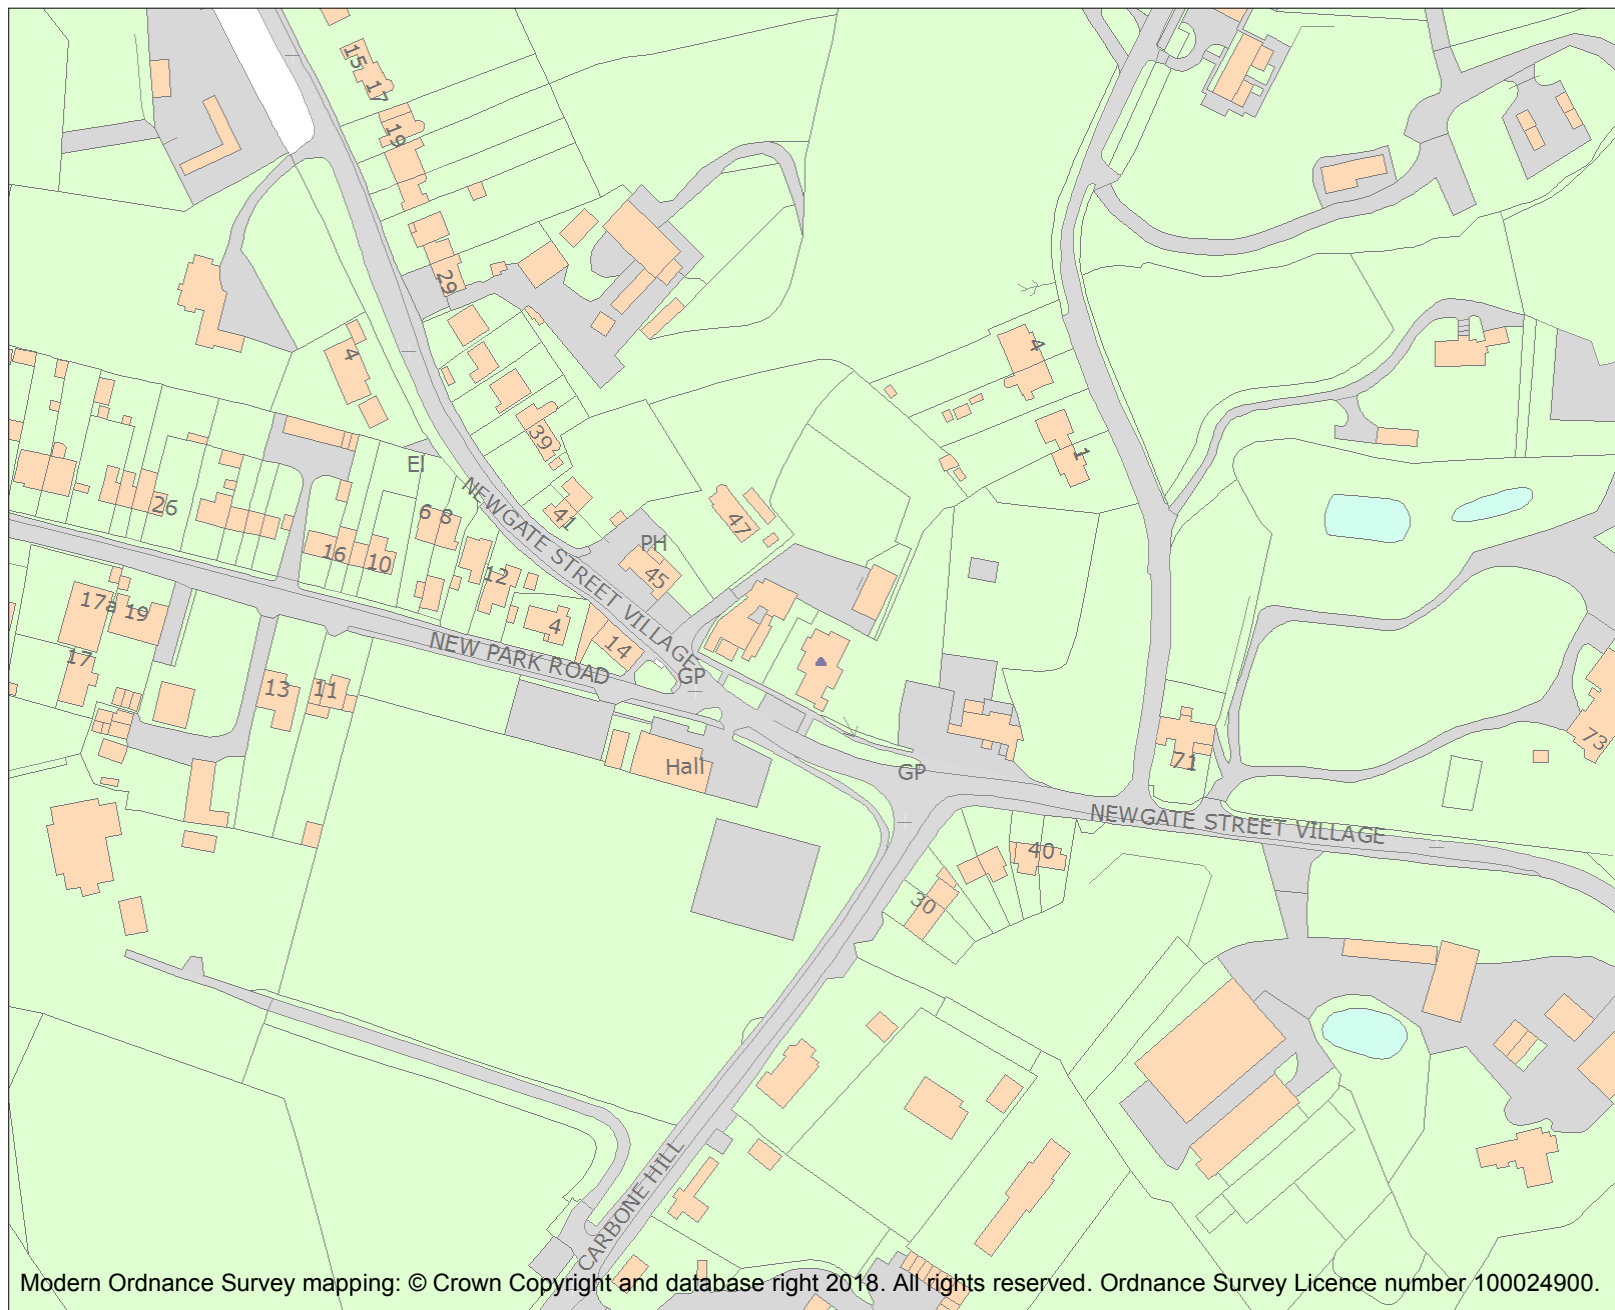 15
17
19
29
4
4
39
1
El
26
6 8
41
NEWGATE STREET VILLAGE
PH
47
45
16
10
12
17a
19
4
14
NEW PARK ROAD
17
GP
13
11
Hall
GP
71
73
NEWGATE STREET VILLAGE
40
30
CARBONE HILL
Modern Ordnance Survey mapping: © Crown Copyright and database right 2018. All rights reserved. Ordnance Survey Licence number 100024900.